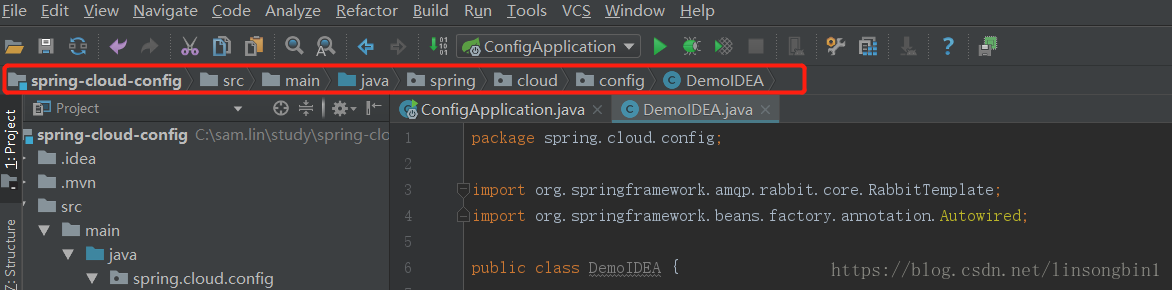 File Edit View Navigate Code Analyze Refactor Build Run Tools VCS Window Help
ConfigApplication
spring-cloud-config src main java spring cloud config DemoIDEA
1: Project
Z: Structure
Project
spring-cloud-config C:\sam.lin\study\spring-clo
.idea
.mvn
src
main
java
spring.cloud.config
ConfigApplication.java DemoIDEA.java
1 package spring.cloud.config;
2
3 import org.springframework.amqp.rabbit.core.RabbitTemplate;
4 import org.springframework.beans.factory.annotation.Autowired;
5
6 public class DemoIDEA {
https://blog.csdn.net/linsongbin1